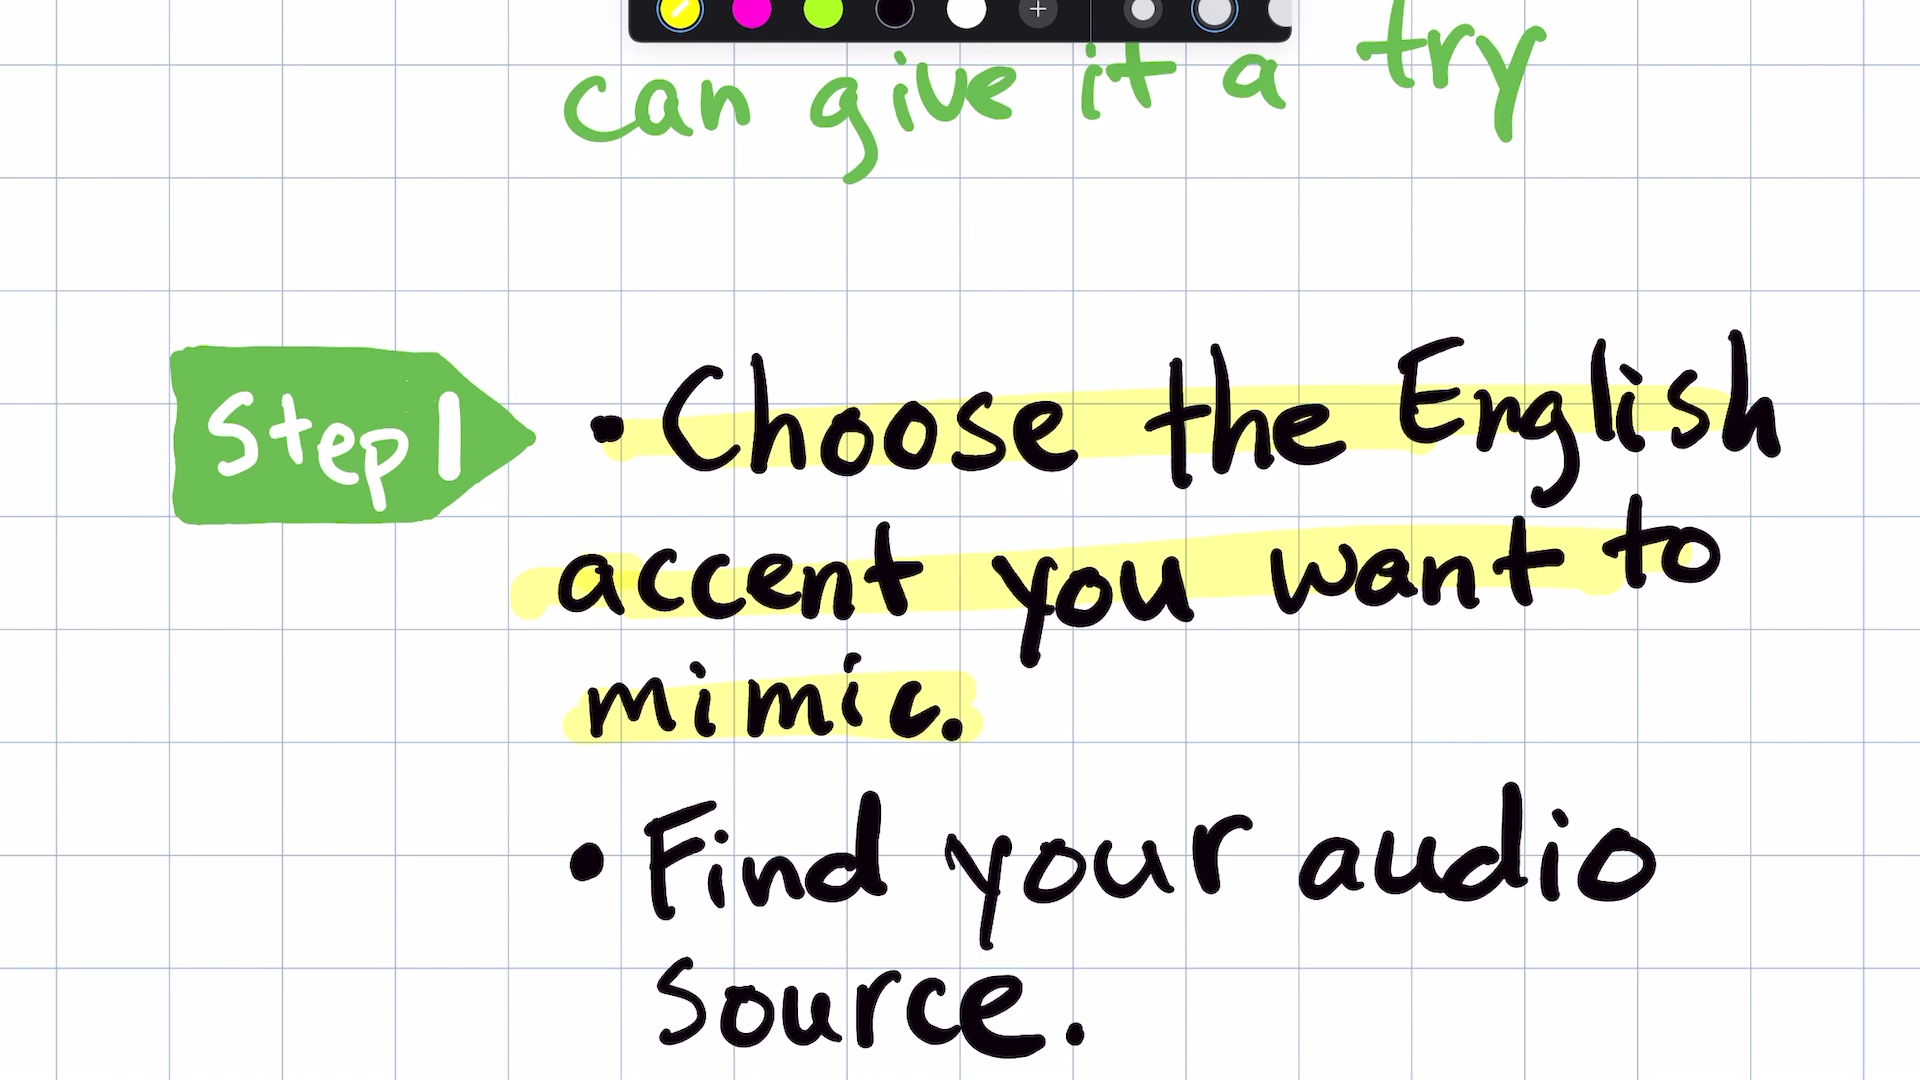 can give it a try
Step 1
• Choose the English
accent you want to
mimic.
• Find your audio
source.